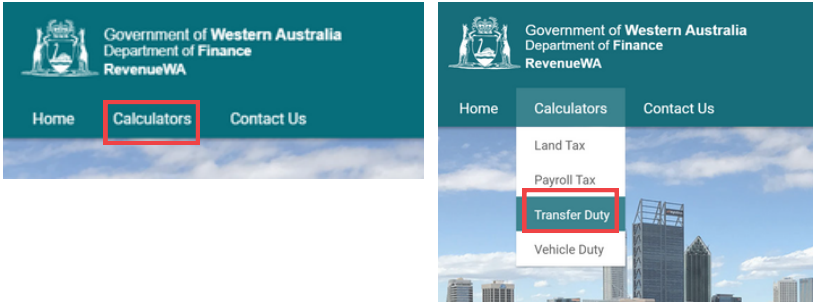 Government of Western Australia
Department of Finance
RevenueWA
Home Calculators Contact Us
Government of Western Australia
Department of Finance
RevenueWA
Home Calculators Contact Us
Land Tax
Payroll Tax
Transfer Duty
Vehicle Duty